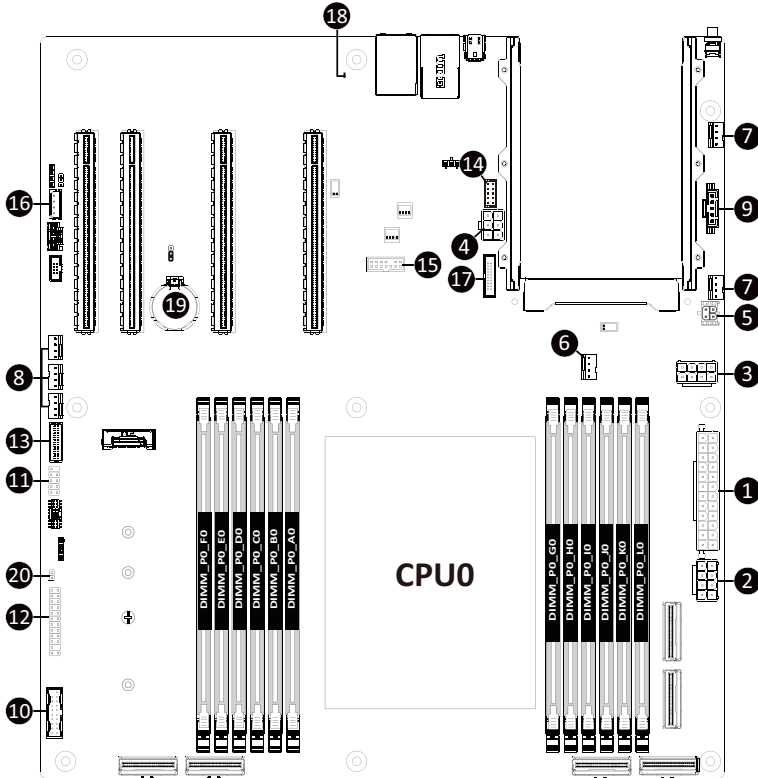 18
7
14
16
9
4
15
17
7
19
5
6
8
3
13
11
1
DIMM_P0_F0
DIMM_P0_E0
DIMM_P0_D0
DIMM_P0_C0
DIMM_P0_B0
DIMM_P0_A0
CPU0
DIMM_P0_G0
DIMM_P0_H0
DIMM_P0_I0
DIMM_P0_J0
DIMM_P0_K0
DIMM_P0_L0
20
2
12
10